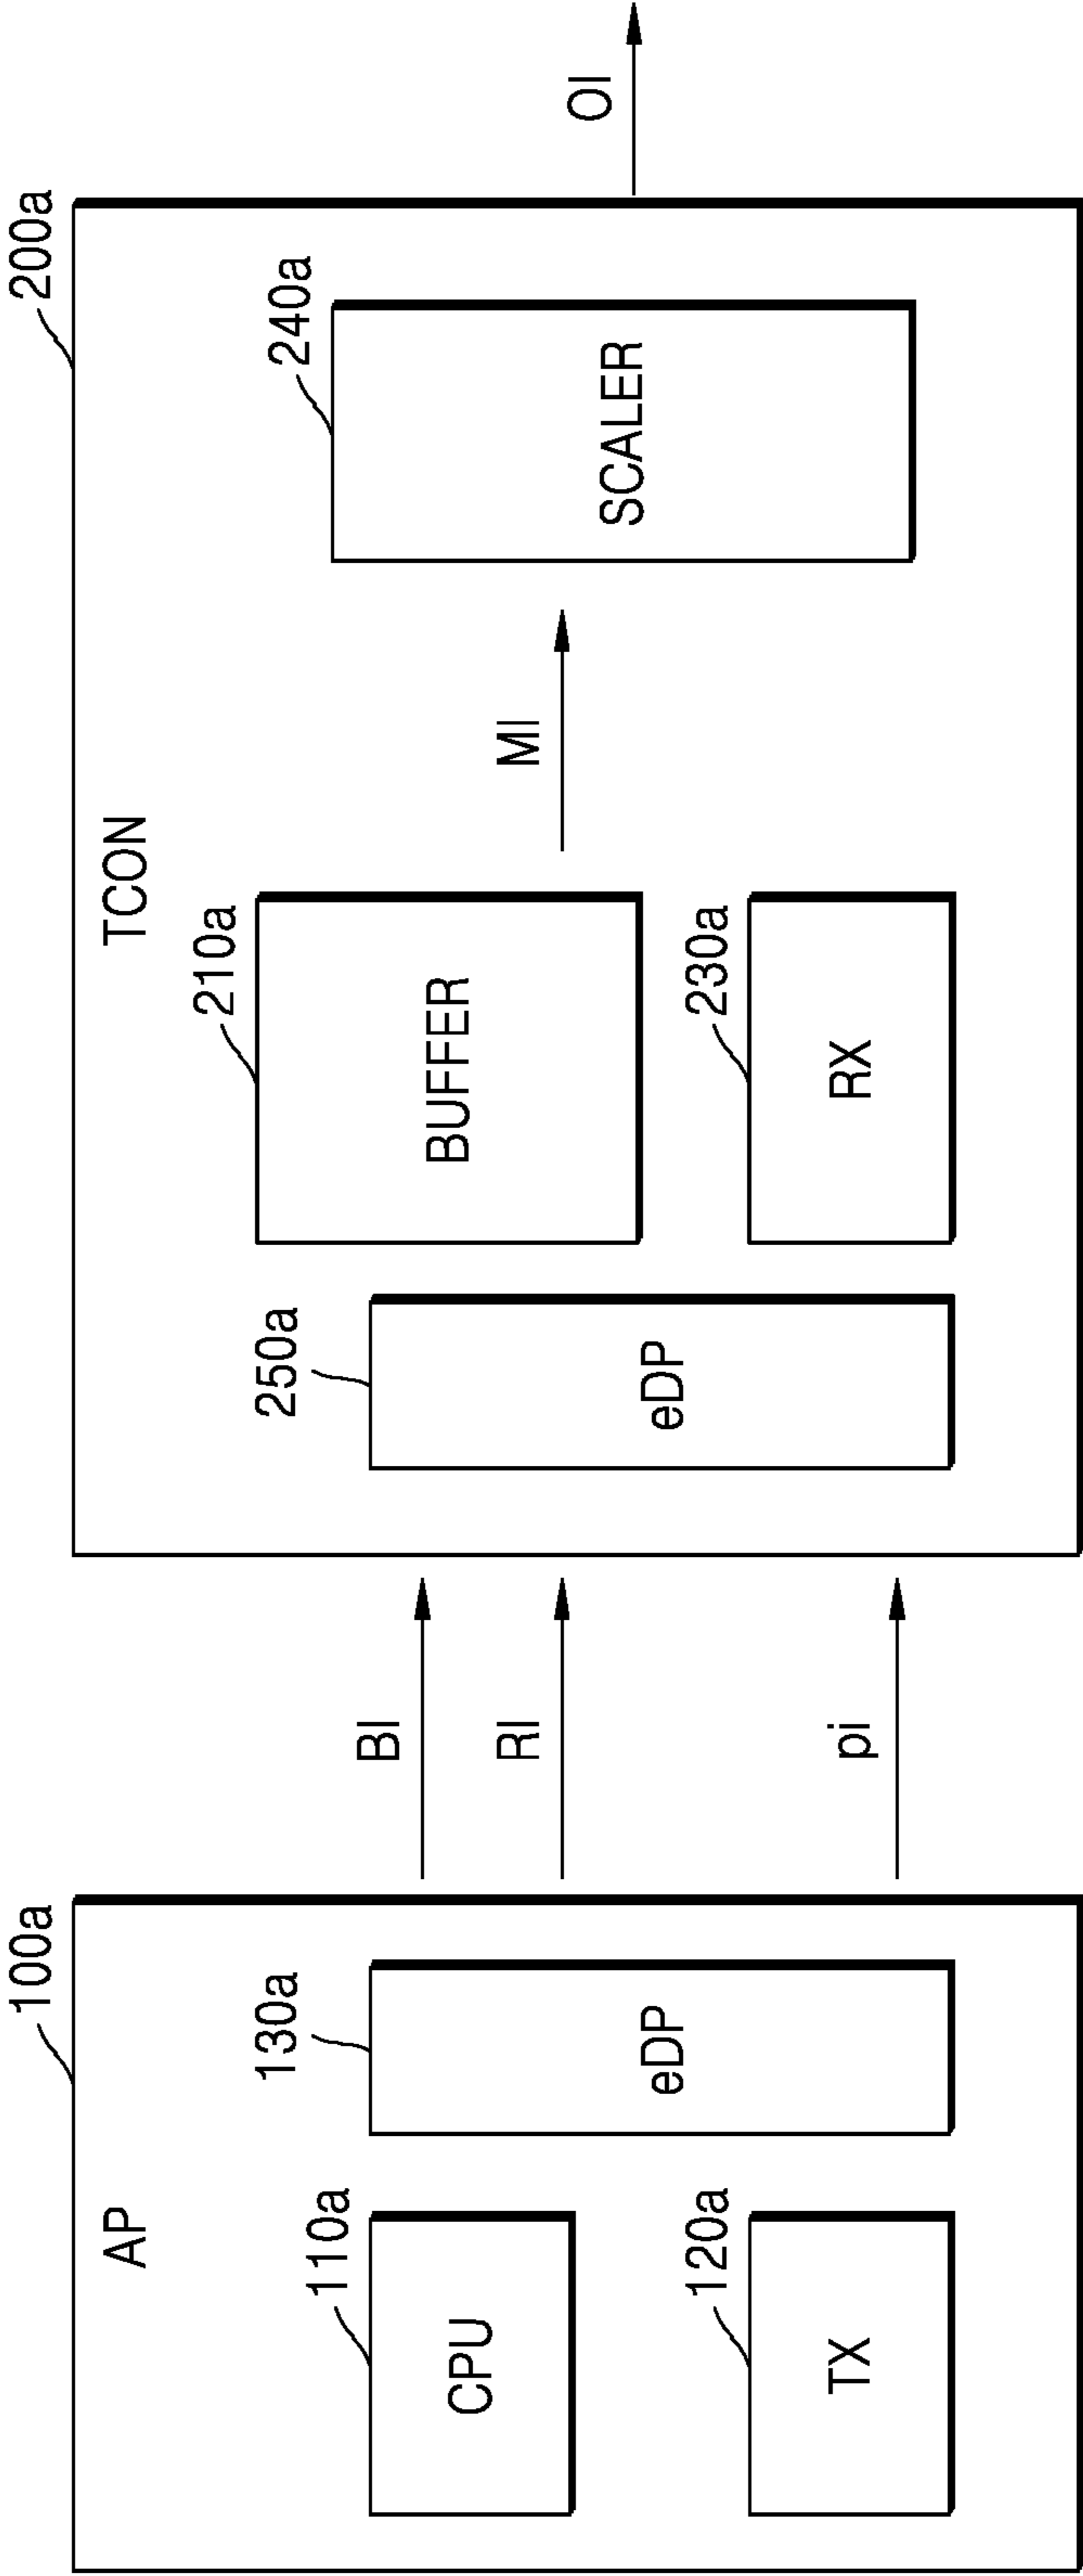 100a
AP
110a
CPU
120a
TX
130a
eDP
BI
RI
pi
200a
TCON
250a
eDP
210a
BUFFER
230a
RX
MI
240a
SCALER
OI